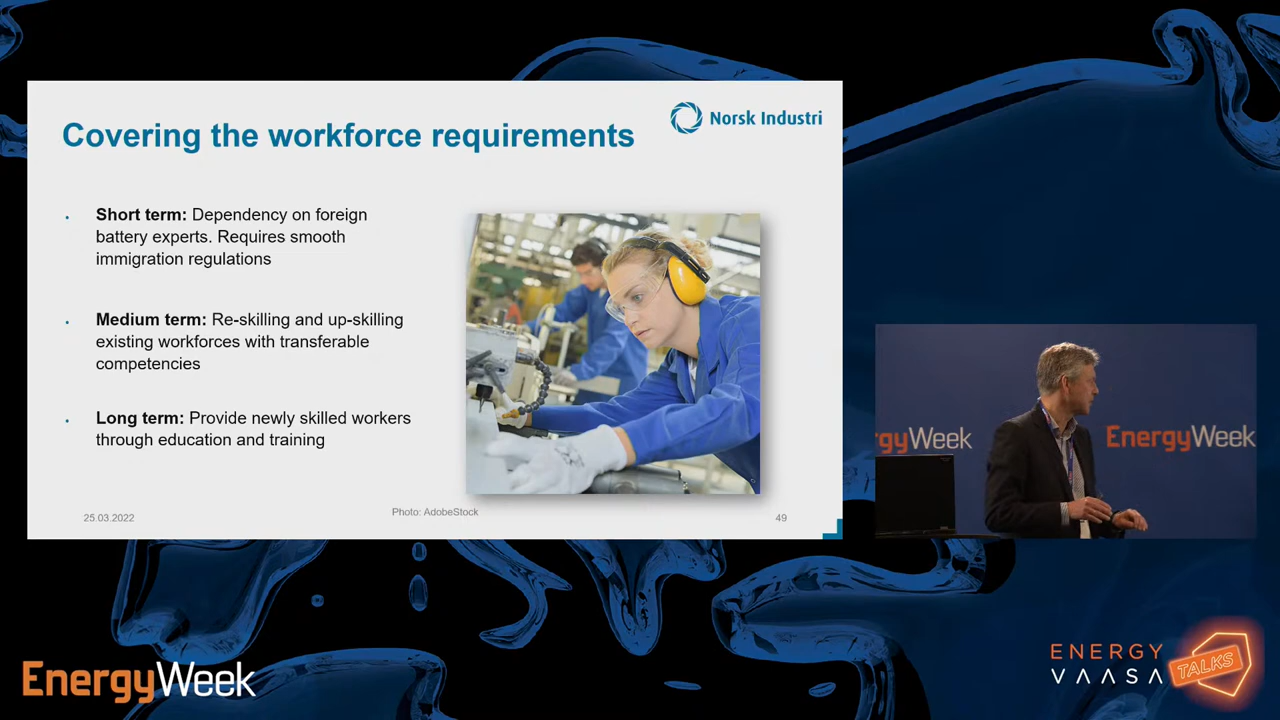 Covering the workforce requirements
Norsk Industri
Short term: Dependency on foreign
battery experts. Requires smooth
immigration regulations
Medium term: Re-skilling and up-skilling
existing workforces with transferable
competencies
Long term: Provide newly skilled workers
through education and training
25.03.2022
Photo: AdobeStock
49
rgyWeek
EnergyWeek
EnergyWeek
ENERGY
VAASA
TALKS